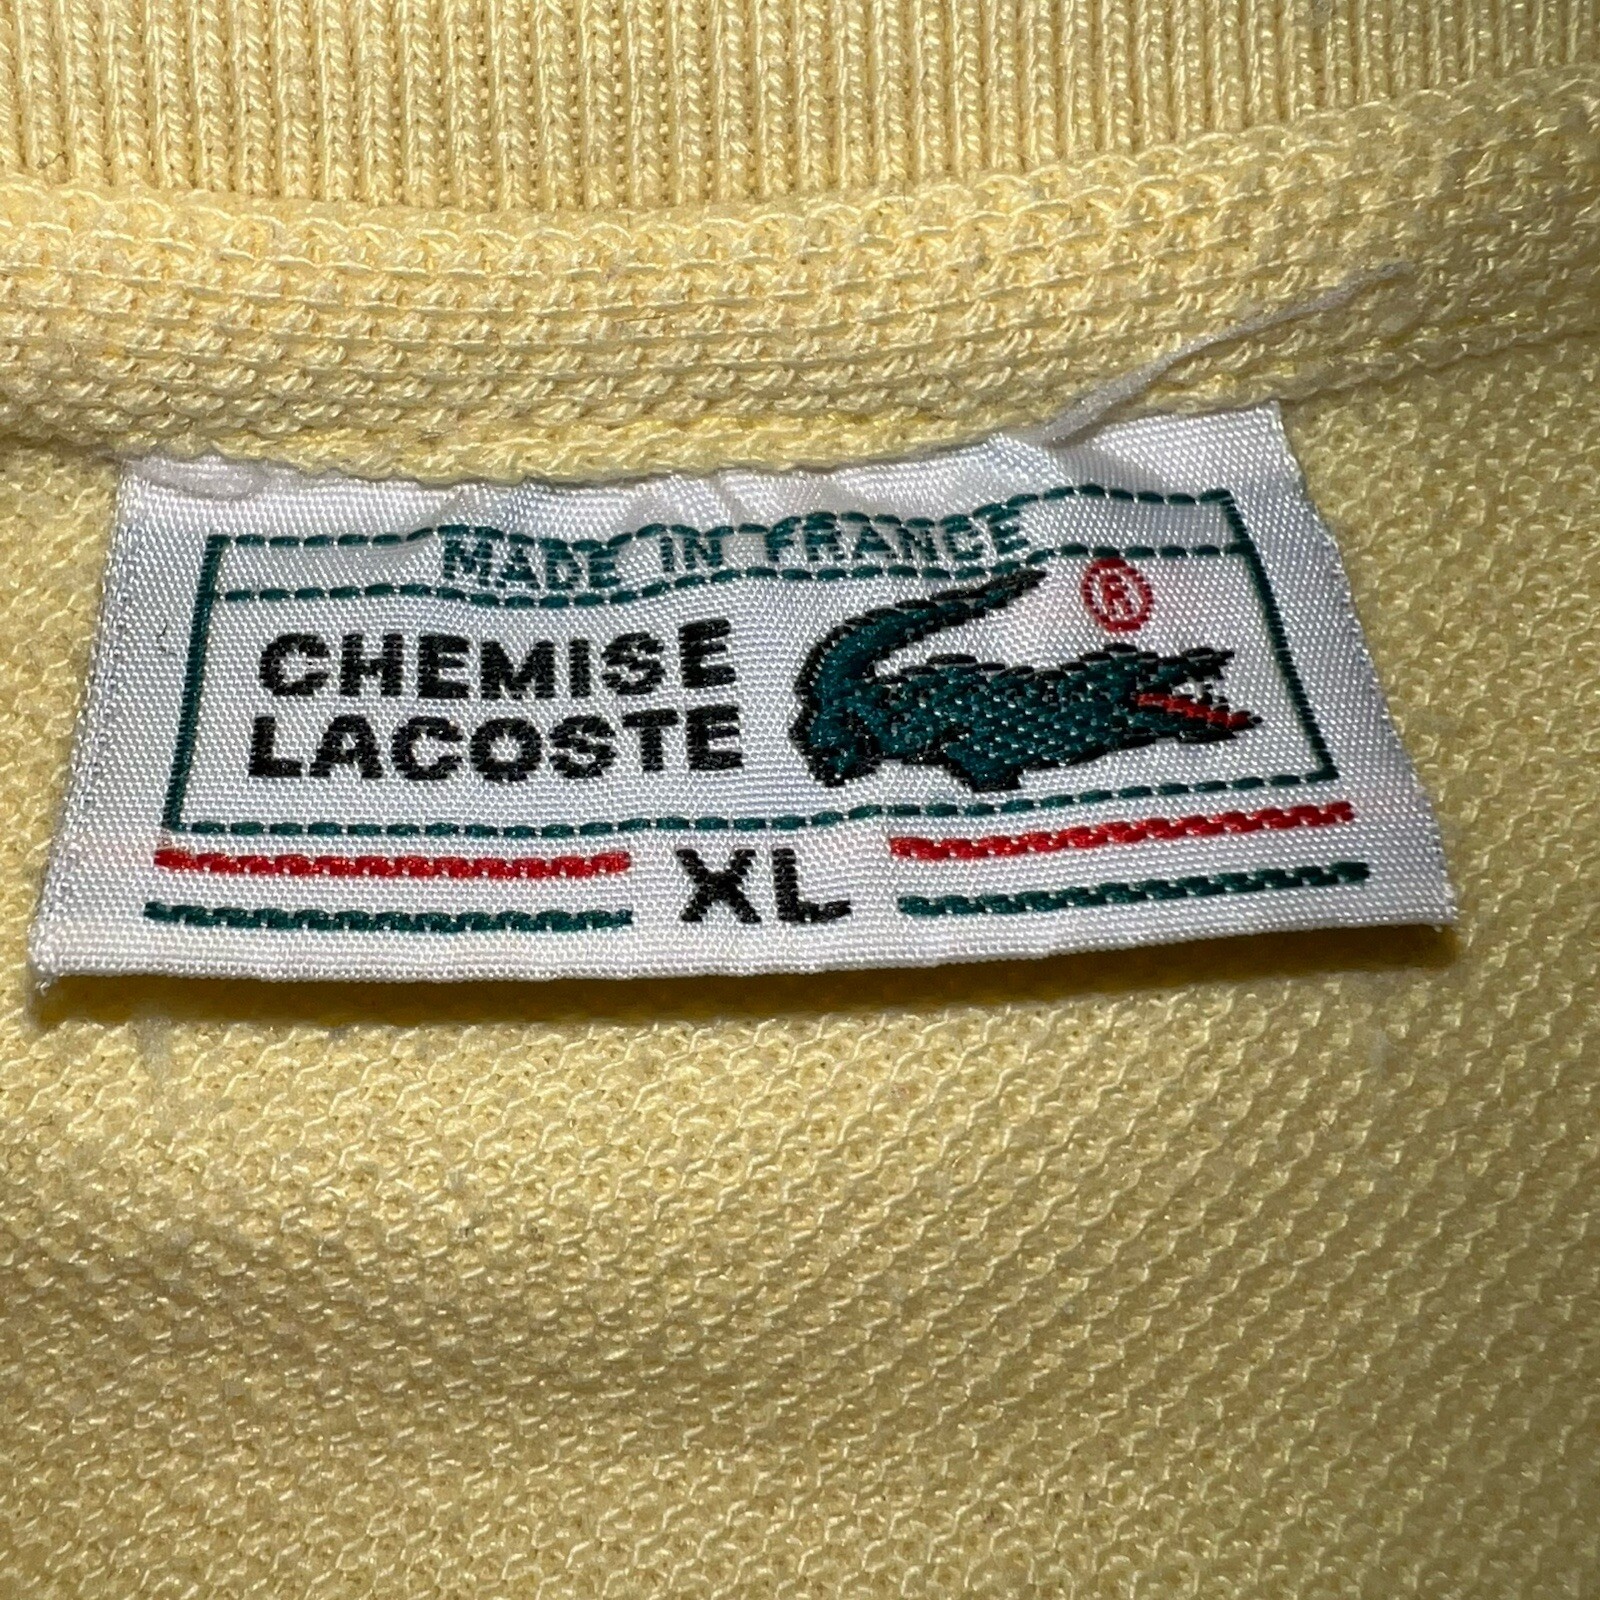 MADE IN FRANCE
CHEMISE
LACOSTE
®
XL